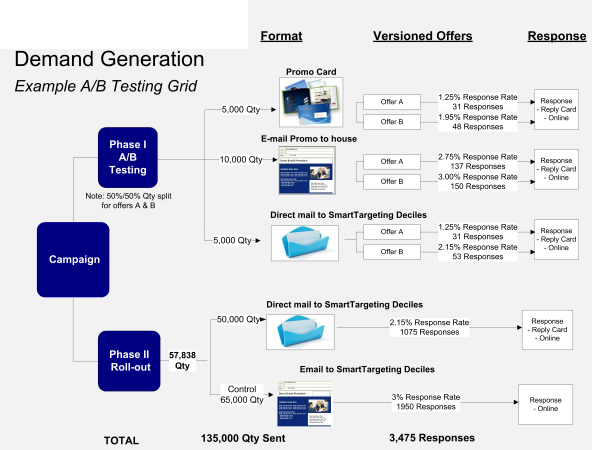 Format
Versioned Offers
Response
Demand Generation
Example A/B Testing Grid
Promo Card
5,000 Qty
Offer A
1.25% Response Rate
31 Responses
Offer B
1.95% Response Rate
48 Responses
Response
- Reply Card
- Online
Phase I
A/B
Testing
Note: 50%/50% Qty split
for offers A & B
E-mail Promo to house
10,000 Qty
Offer A
2.75% Response Rate
137 Responses
Offer B
3.00% Response Rate
150 Responses
Response
- Reply Card
- Online
Direct mail to SmartTargeting Deciles
5,000 Qty
Offer A
1.25% Response Rate
31 Responses
Offer B
2.15% Response Rate
53 Responses
Response
- Reply Card
- Online
Campaign
Direct mail to SmartTargeting Deciles
50,000 Qty
2.15% Response Rate
1075 Responses
Response
- Reply Card
- Online
Phase II
Roll-out
57,838
Qty
Email to SmartTargeting Deciles
Control
65,000 Qty
3% Response Rate
1950 Responses
Response
- Online
TOTAL
135,000 Qty Sent
3,475 Responses